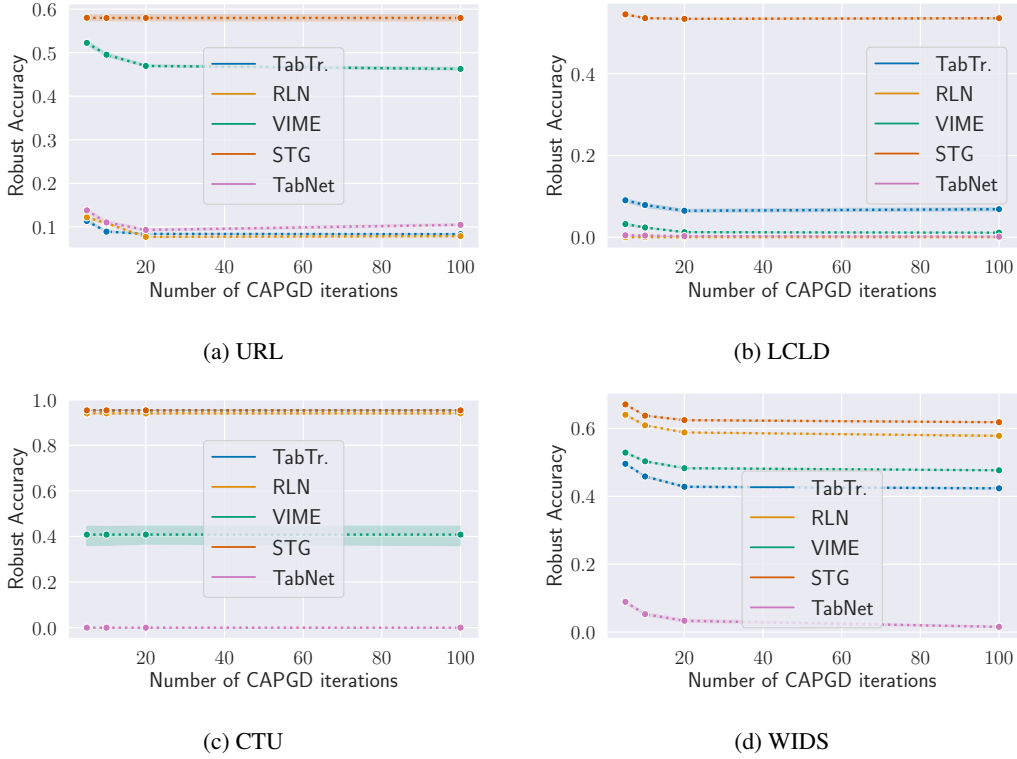 0.6
0.5
0.4
0.3
0.2
0.1
Robust Accuracy
TabTr.
RLN
VIME
STG
TabNet
20 40 60 80 100
Number of CAPGD iterations
(a) URL
0.4
0.2
0.0
Robust Accuracy
TabTr.
RLN
VIME
STG
TabNet
20 40 60 80 100
Number of CAPGD iterations
(b) LCLD
1.0
0.8
0.6
0.4
0.2
0.0
Robust Accuracy
TabTr.
RLN
VIME
STG
TabNet
20 40 60 80 100
Number of CAPGD iterations
(c) CTU
0.6
0.4
0.2
0.0
Robust Accuracy
TabTr.
RLN
VIME
STG
TabNet
20 40 60 80 100
Number of CAPGD iterations
(d) WIDS